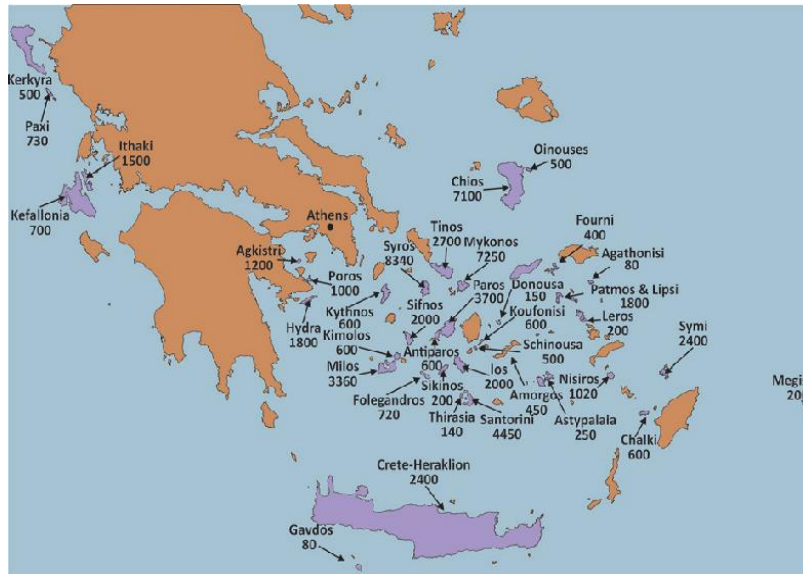 Kerkyra
500
Paxi
730
Ithaki
1500
Kefallonia
700
Oinouses
500
Chios
7100
Athens
Fourni
400
Tinos
2700
Mykonos
7250
Syros
8340
Agathonisi
80
Agkistri
1200
Poros
1000
Paros
3700
Donousa
150
Patmos & Lipsi
1800
Kythnos
600
Sifnos
2000
Koufonisi
600
Leros
200
Hydra
1800
Kimolos
600
Schinousa
500
Symi
2400
Milos
3360
Antiparos
600
Ios
2000
Nisiros
1020
Megi
20
Sikinos
200
Amorgos
450
Folegandros
720
Astypalaia
250
Thirasia
140
Santorini
4450
Chalki
600
Crete-Heraklion
2400
Gavdos
80